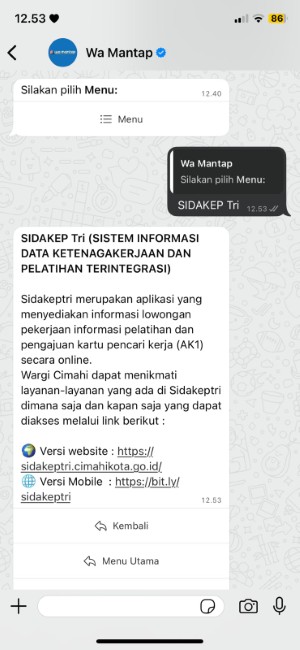 12.53
86
Wa Mantap
Silakan pilih Menu:
12.40
Menu
Wa Mantap
Silakan pilih Menu:
SIDAKEP Tri 12.53
SIDAKEP Tri (SISTEM INFORMASI
DATA KETENAGAKERJAAN DAN
PELATIHAN TERINTEGRASI)
Sidakeptri merupakan aplikasi yang
menyediakan informasi lowongan
pekerjaan informasi pelatihan dan
pengajuan kartu pencari kerja (AK1)
secara online.
Wargi Cimahi dapat menikmati
layanan-layanan yang ada di Sidakeptri
dimana saja dan kapan saja yang dapat
diakses melalui link berikut :
Versi website : https://
sidakeptri.cimahikota.go.id/
Versi Mobile : https://bit.ly/
sidakeptri
12.53
Kembali
Menu Utama